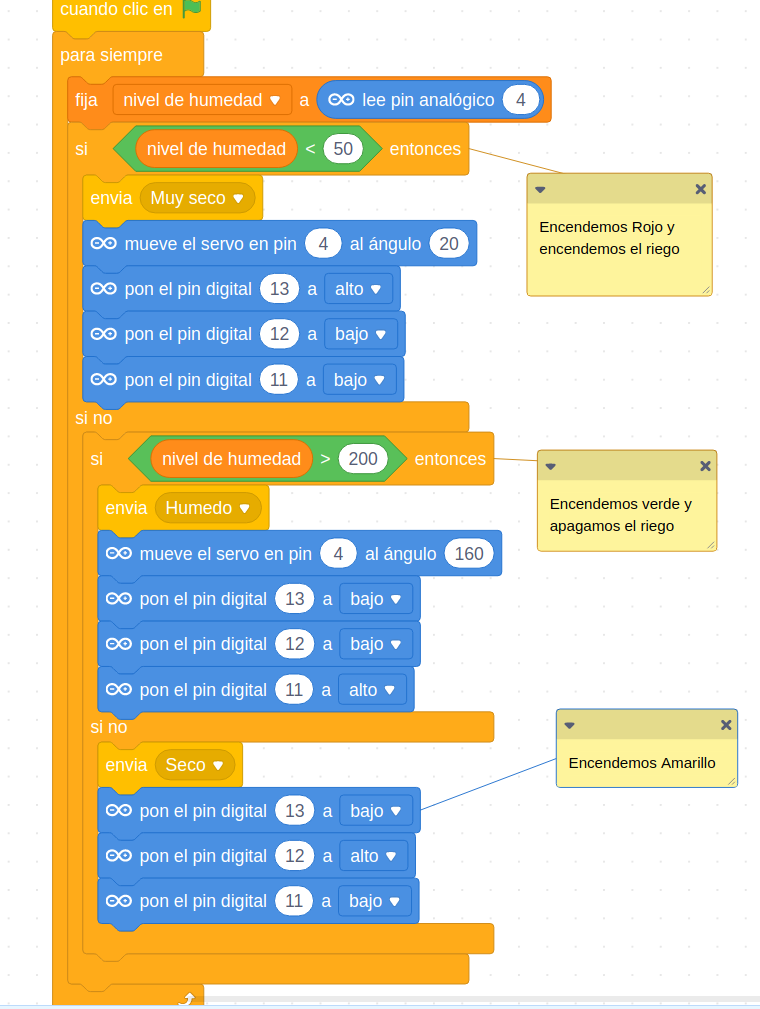 cuando clic en
para siempre
fija nivel de humedad a lee pin analógico 4
si nivel de humedad < 50 entonces
envia Muy seco
mueve el servo en pin 4 al ángulo 20
pon el pin digital 13 a alto
pon el pin digital 12 a bajo
pon el pin digital 11 a bajo
Encendemos Rojo y
encendemos el riego
si no
si nivel de humedad > 200 entonces
envia Humedo
mueve el servo en pin 4 al ángulo 160
pon el pin digital 13 a bajo
pon el pin digital 12 a bajo
pon el pin digital 11 a alto
Encendemos verde y
apagamos el riego
si no
envia Seco
pon el pin digital 13 a bajo
pon el pin digital 12 a alto
pon el pin digital 11 a bajo
Encendemos Amarillo